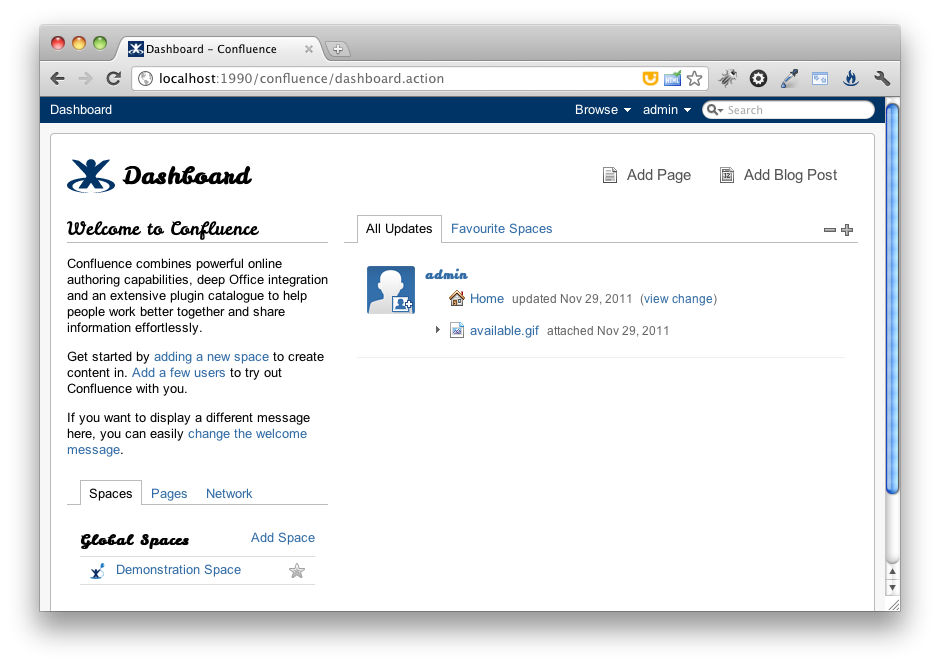 Dashboard – Confluence
localhost:1990/confluence/dashboard.action
Dashboard Browse admin Search
Dashboard Add Page Add Blog Post
Welcome to Confluence
Confluence combines powerful online
authoring capabilities, deep Office integration
and an extensive plugin catalogue to help
people work better together and share
information effortlessly.
Get started by adding a new space to create
content in. Add a few users to try out
Confluence with you.
If you want to display a different message
here, you can easily change the welcome
message.
Spaces Pages Network
Global Spaces Add Space
Demonstration Space
All Updates Favourite Spaces
admin
Home updated Nov 29, 2011 (view change)
available.gif attached Nov 29, 2011